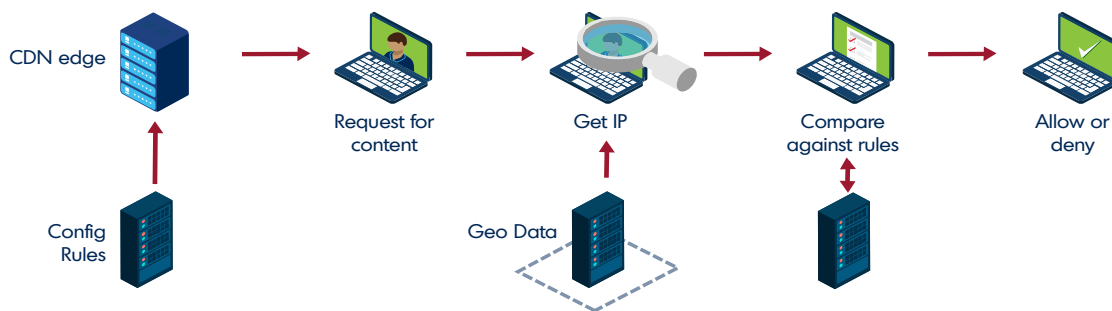 CDN edge
Request for
content
Get IP
Compare
against rules
Allow or
deny
Config
Rules
Geo Data